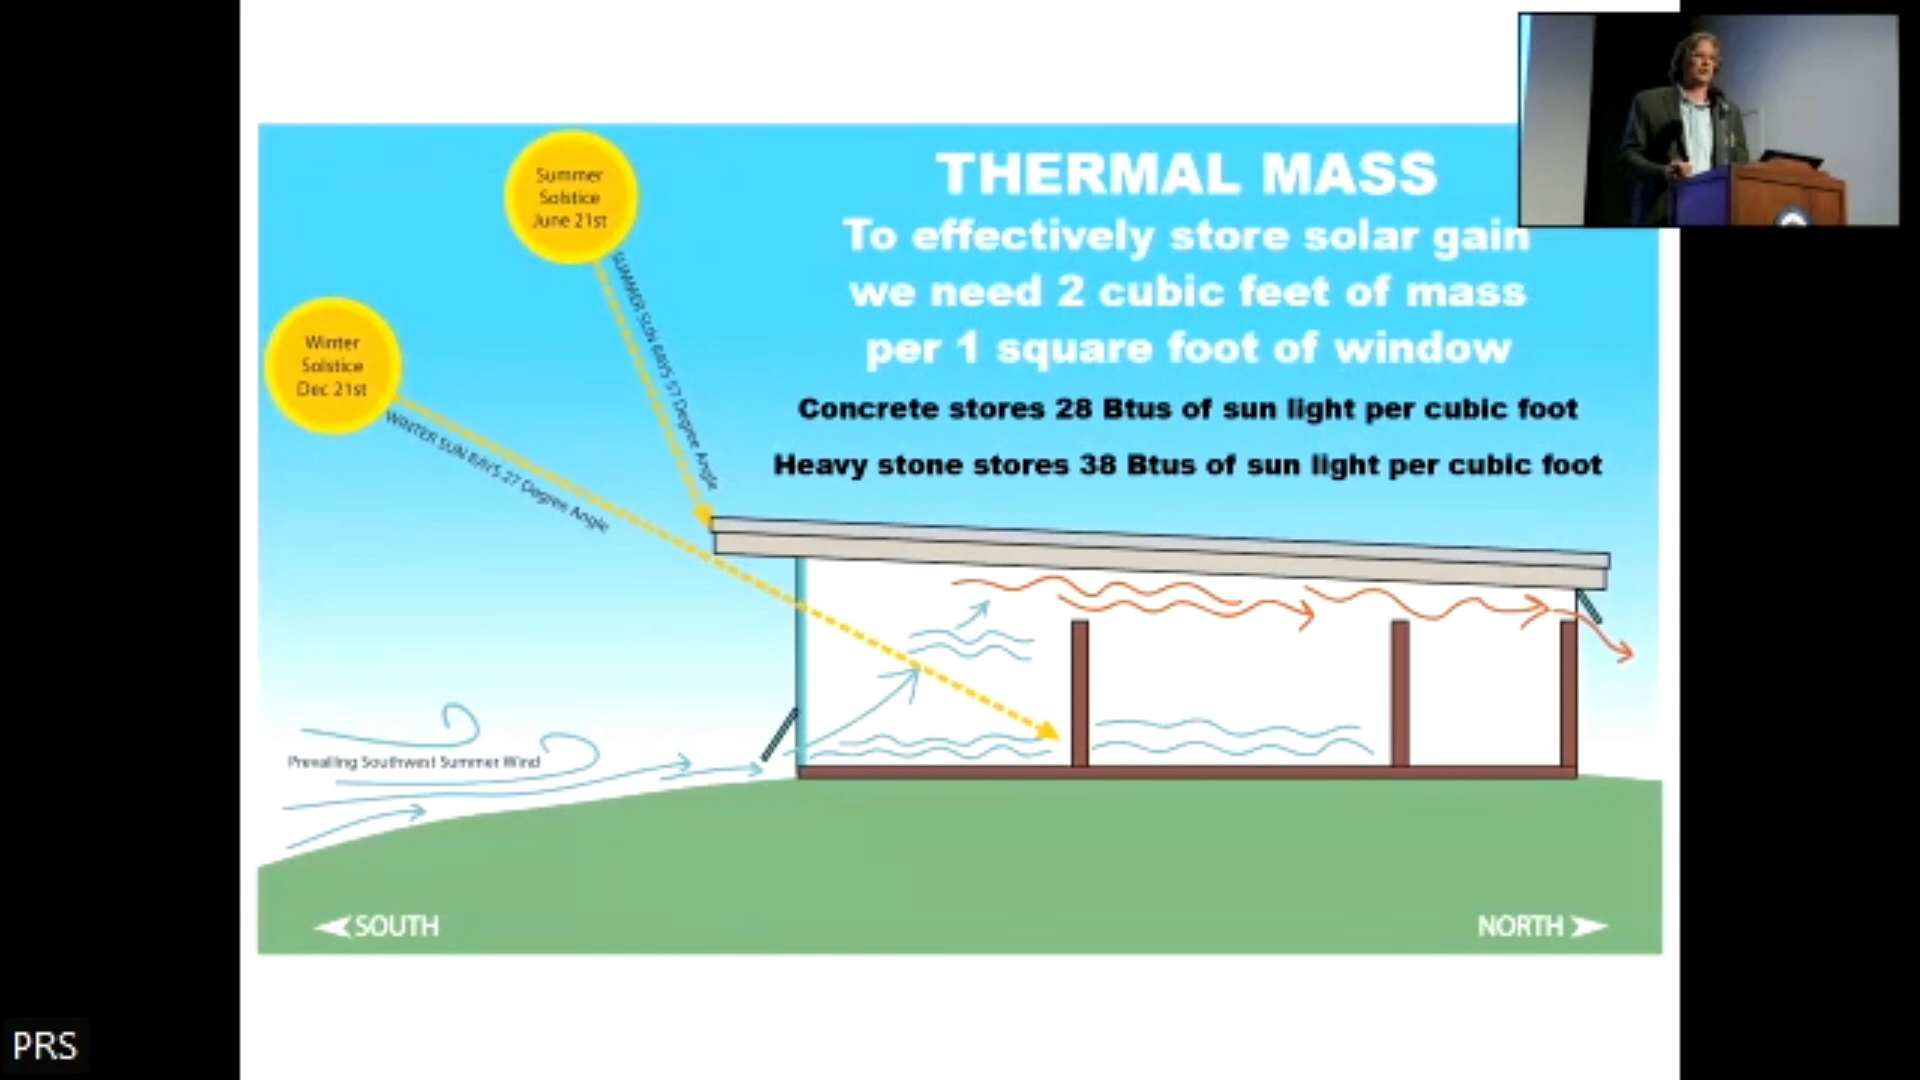 THERMAL MASS
To effectively store solar gain
we need 2 cubic feet of mass
per 1 square foot of window
Concrete stores 28 Btus of sun light per cubic foot
Heavy stone stores 38 Btus of sun light per cubic foot
Summer
Solstice
June 21st
Winter
Solstice
Dec 21st
SUMMER SUN RAYS 57 Degree Angle
WINTER SUN RAYS 27 Degree Angle
Prevailing Southwest Summer Wind
SOUTH
NORTH
PRS